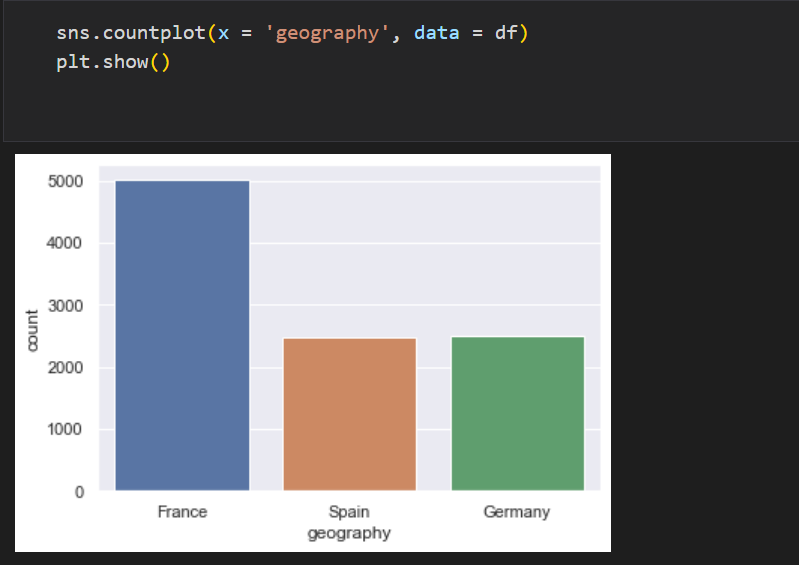 sns.countplot(x = 'geography', data = df)
plt.show()
5000
4000
3000
2000
1000
0
count
France Spain Germany
geography